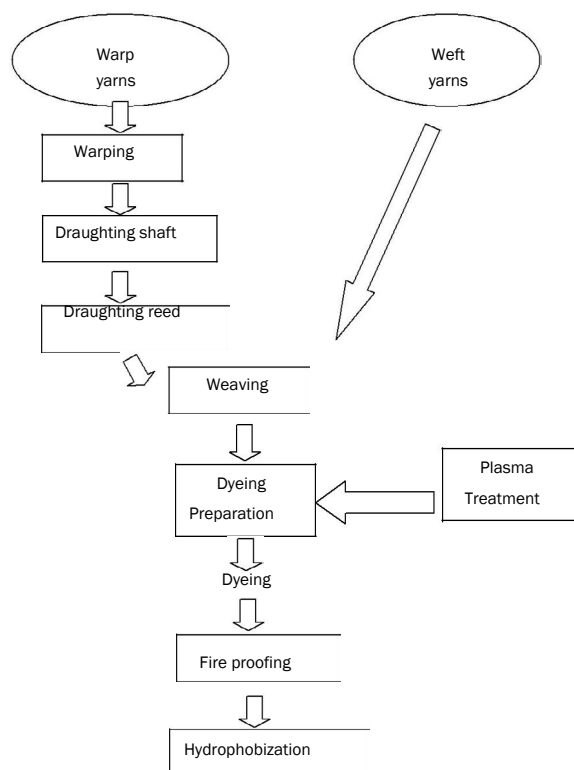 Warp
yarns
Weft
yarns
Warping
Draughting shaft
Draughting reed
Weaving
Dyeing
Preparation
Plasma
Treatment
Dyeing
Fire proofing
Hydrophobization